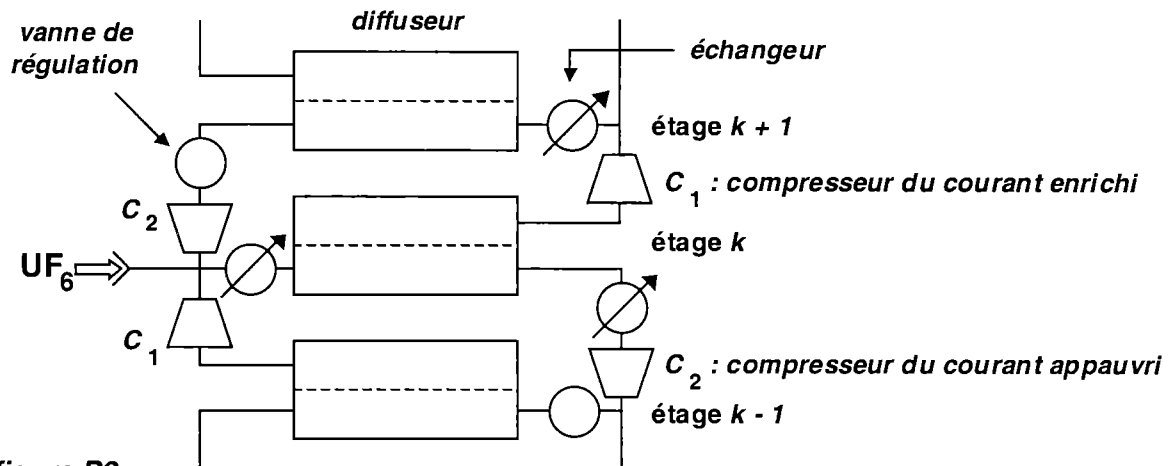 diffuseur
vanne de
régulation
échangeur
étage k + 1
C1 : compresseur du courant enrichi
C2
étage k
UF6
C1
C2 : compresseur du courant appauvri
étage k - 1